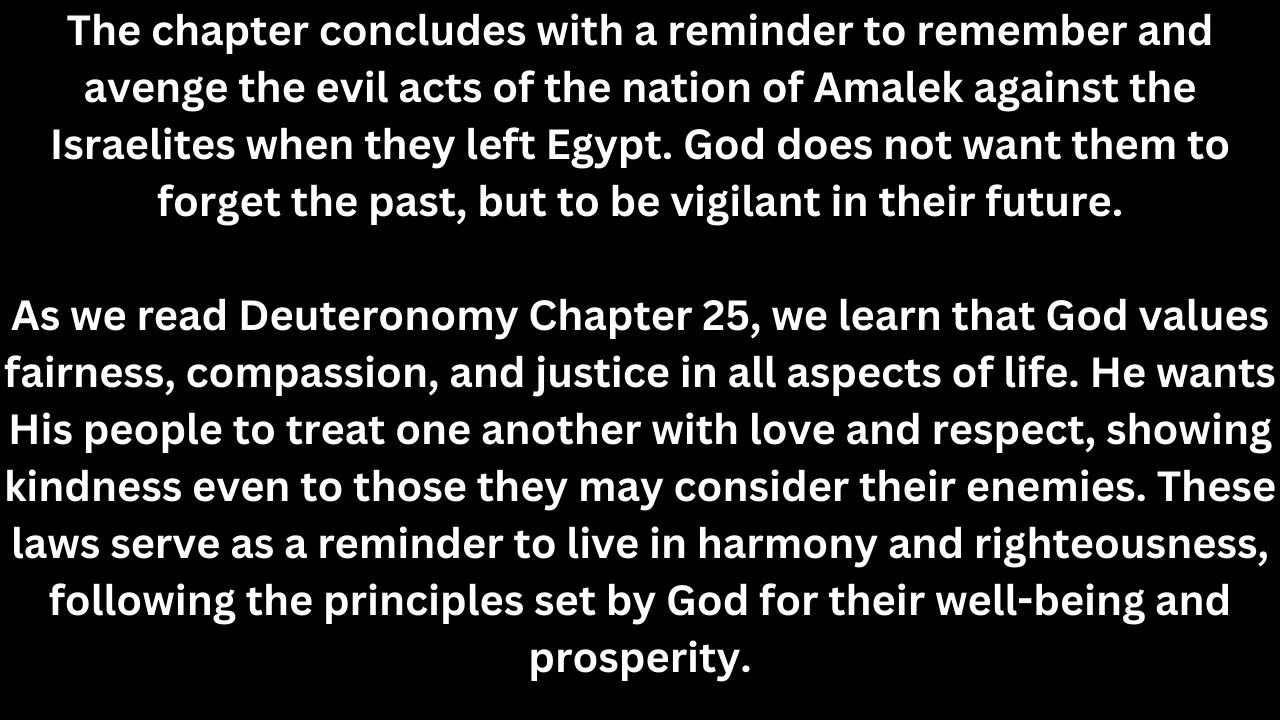 The chapter concludes with a reminder to remember and
avenge the evil acts of the nation of Amalek against the
Israelites when they left Egypt. God does not want them to
forget the past, but to be vigilant in their future.
As we read Deuteronomy Chapter 25, we learn that God values
fairness, compassion, and justice in all aspects of life. He wants
His people to treat one another with love and respect, showing
kindness even to those they may consider their enemies. These
laws serve as a reminder to live in harmony and righteousness,
following the principles set by God for their well-being and
prosperity.